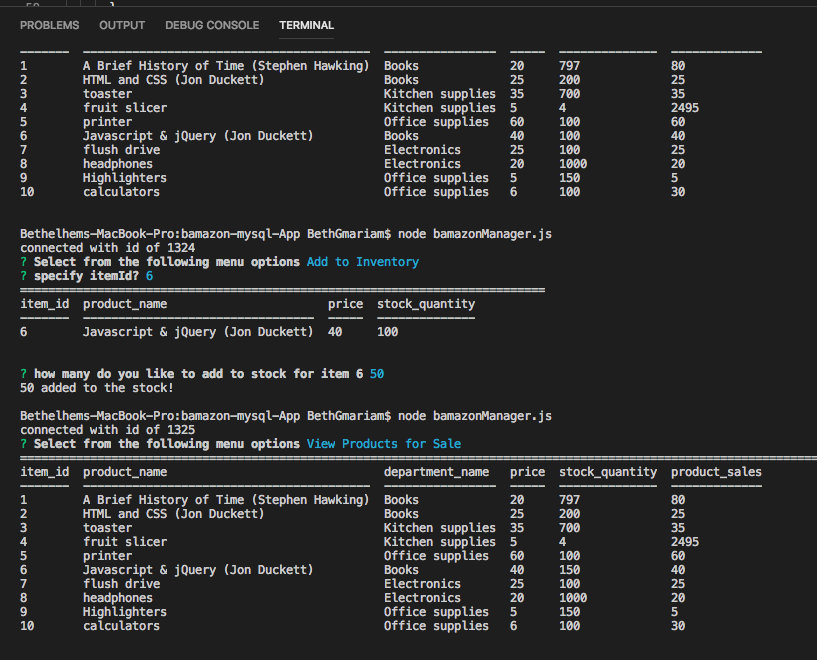 PROBLEMS OUTPUT DEBUG CONSOLE TERMINAL
1 A Brief History of Time (Stephen Hawking) Books 20 797 80
2 HTML and CSS (Jon Duckett) Books 25 200 25
3 toaster Kitchen supplies 35 700 35
4 fruit slicer Kitchen supplies 5 4 2495
5 printer Office supplies 60 100 60
6 Javascript & jQuery (Jon Duckett) Books 40 100 40
7 flush drive Electronics 25 100 25
8 headphones Electronics 20 1000 20
9 Highlighters Office supplies 5 150 5
10 calculators Office supplies 6 100 30
Bethelhems-MacBook-Pro:bamazon-mysql-App BethGmariam$ node bamazonManager.js
connected with id of 1324
? Select from the following menu options Add to Inventory
? specify itemId? 6
item_id product_name price stock_quantity
6 Javascript & jQuery (Jon Duckett) 40 100
? how many do you like to add to stock for item 6 50
50 added to the stock!
Bethelhems-MacBook-Pro:bamazon-mysql-App BethGmariam$ node bamazonManager.js
connected with id of 1325
? Select from the following menu options View Products for Sale
item_id product_name department_name price stock_quantity product_sales
1 A Brief History of Time (Stephen Hawking) Books 20 797 80
2 HTML and CSS (Jon Duckett) Books 25 200 25
3 toaster Kitchen supplies 35 700 35
4 fruit slicer Kitchen supplies 5 4 2495
5 printer Office supplies 60 100 60
6 Javascript & jQuery (Jon Duckett) Books 40 150 40
7 flush drive Electronics 25 100 25
8 headphones Electronics 20 1000 20
9 Highlighters Office supplies 5 150 5
10 calculators Office supplies 6 100 30